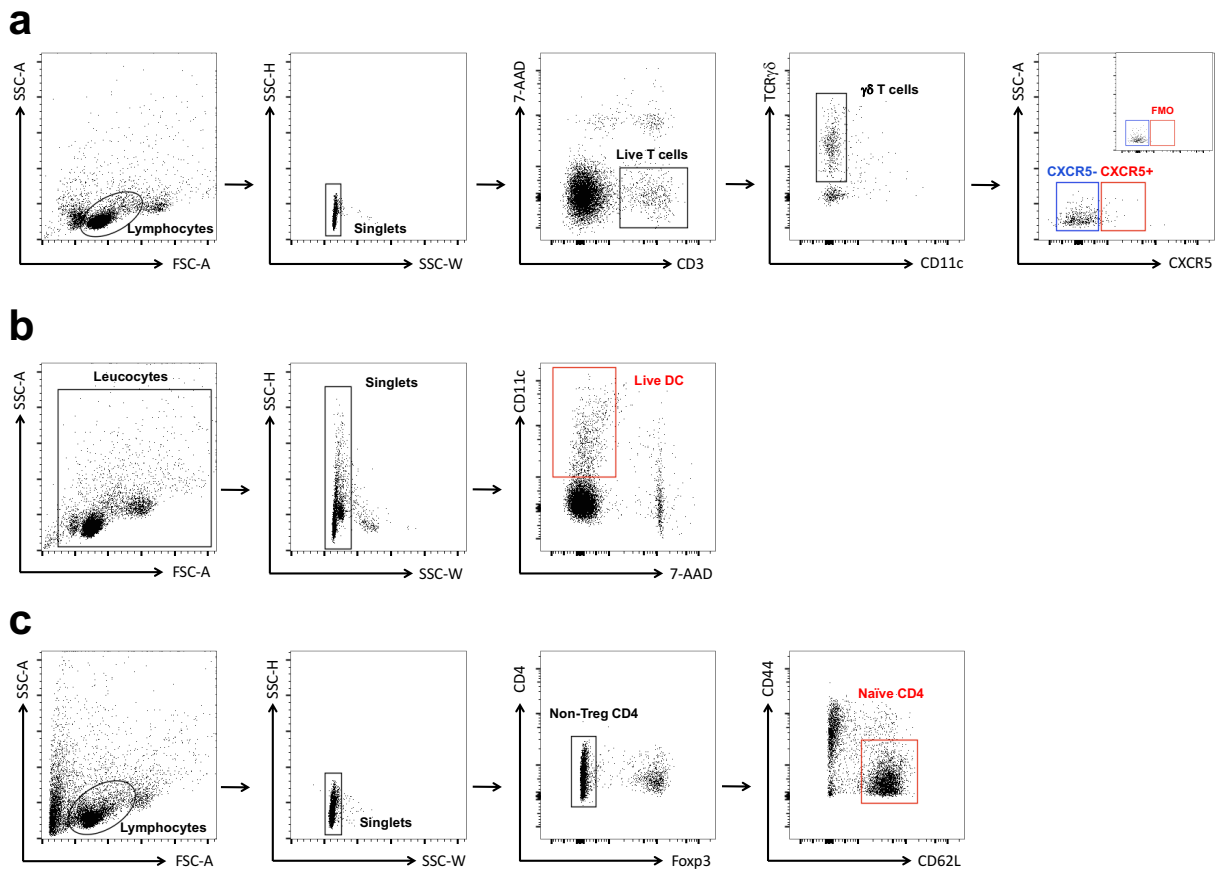 a
SSC-A
Lymphocytes
FSC-A
SSC-H
Singlets
SSC-W
7-AAD
Live T cells
CD3
TCRγδ
γδ T cells
CD11c
SSC-A
FMO
CXCR5- CXCR5+
CXCR5
b
SSC-A
Leucocytes
FSC-A
SSC-H
Singlets
SSC-W
CD11c
Live DC
7-AAD
c
SSC-A
Lymphocytes
FSC-A
SSC-H
Singlets
SSC-W
CD4
Non-Treg CD4
Foxp3
CD44
Naïve CD4
CD62L